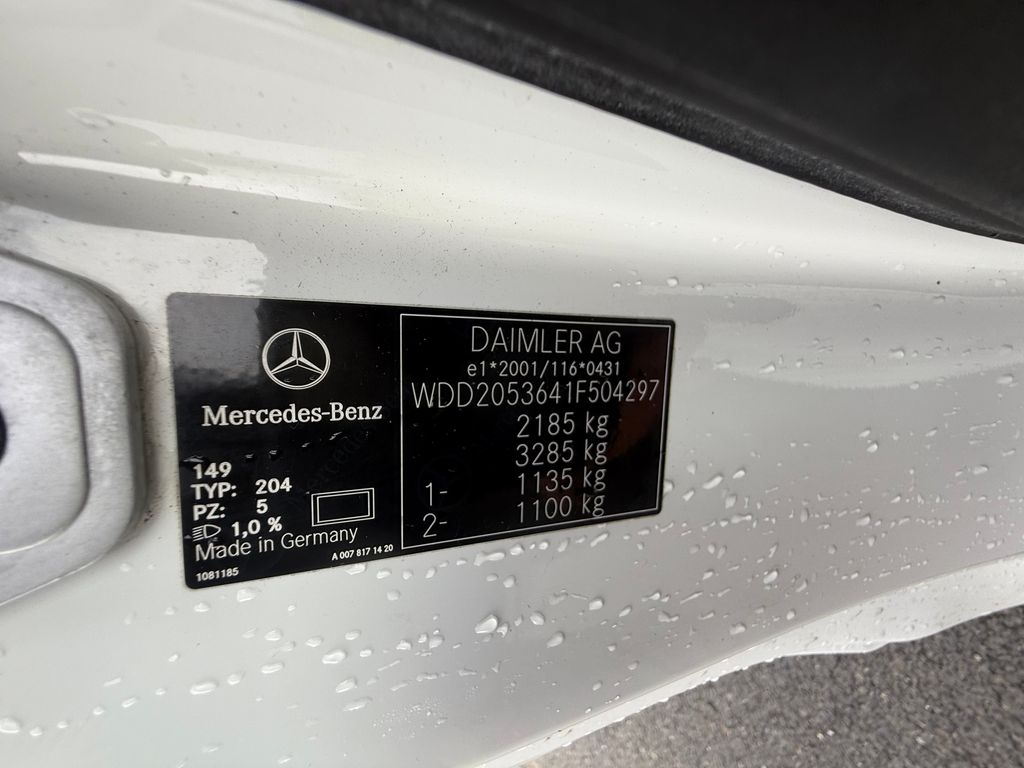 Mercedes-Benz
149
TYP: 204
PZ: 5
1,0 %
Made in Germany
A 007 817 14 20
1081185
DAIMLER AG
e1*2001/116*0431
WDD2053641F504297
2185 kg
3285 kg
1- 1135 kg
2- 1100 kg